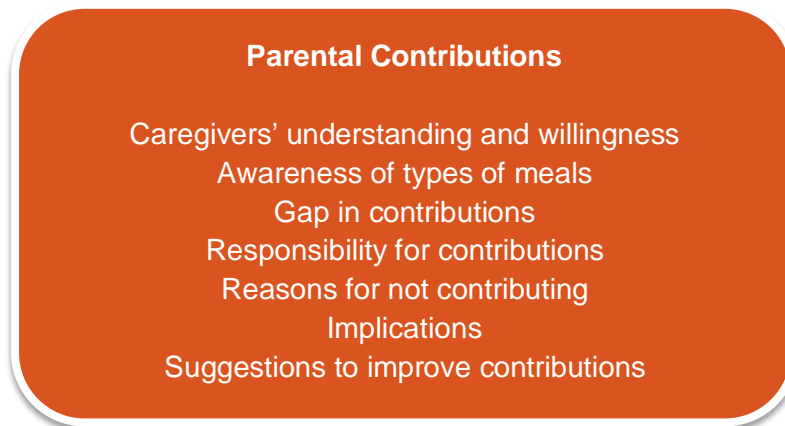 Parental Contributions
Caregivers’ understanding and willingness
Awareness of types of meals
Gap in contributions
Responsibility for contributions
Reasons for not contributing
Implications
Suggestions to improve contributions